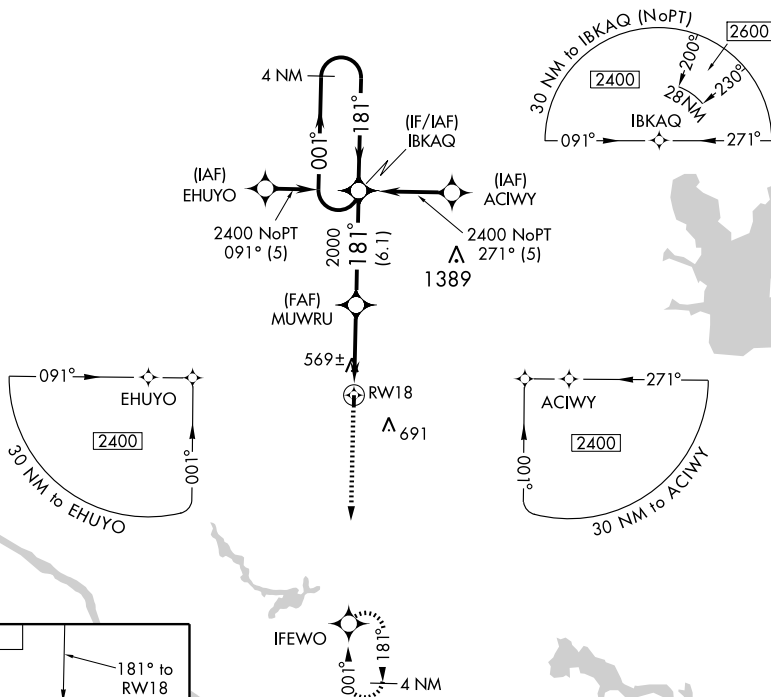 30 NM to IBKAQ (NoPT)
2600
2400
200°
230°
28NM
IBKAQ
091°
271°
4 NM
001°
181°
(IF/IAF)
IBKAQ
(IAF)
EHUYO
(IAF)
ACIWY
2400 NoPT
091° (5)
2400 NoPT
271° (5)
2000
181°
(6.1)
1389
(FAF)
MUWRU
569±
RW18
691
091°
EHUYO
2400
001°
30 NM to EHUYO
271°
ACIWY
2400
001°
30 NM to ACIWY
IFEWO
181°
001°
4 NM
181° to
RW18